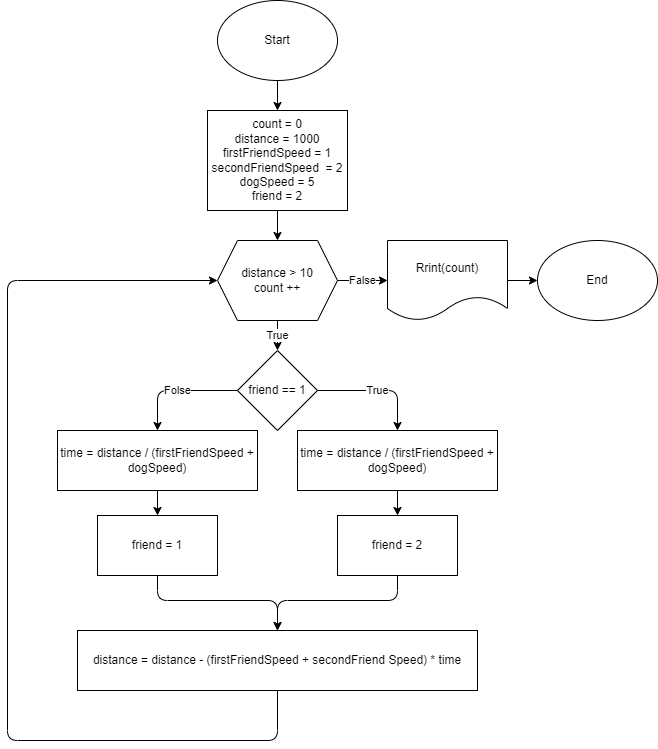 Start
count = 0
distance = 1000
firstFriendSpeed = 1
secondFriendSpeed  = 2
dogSpeed = 5
friend = 2
distance > 10
count ++
False
Rrint(count)
End
True
friend == 1
Folse
True
time = distance / (firstFriendSpeed +
dogSpeed)
time = distance / (firstFriendSpeed +
dogSpeed)
friend = 1
friend = 2
distance = distance - (firstFriendSpeed + secondFriend Speed) * time